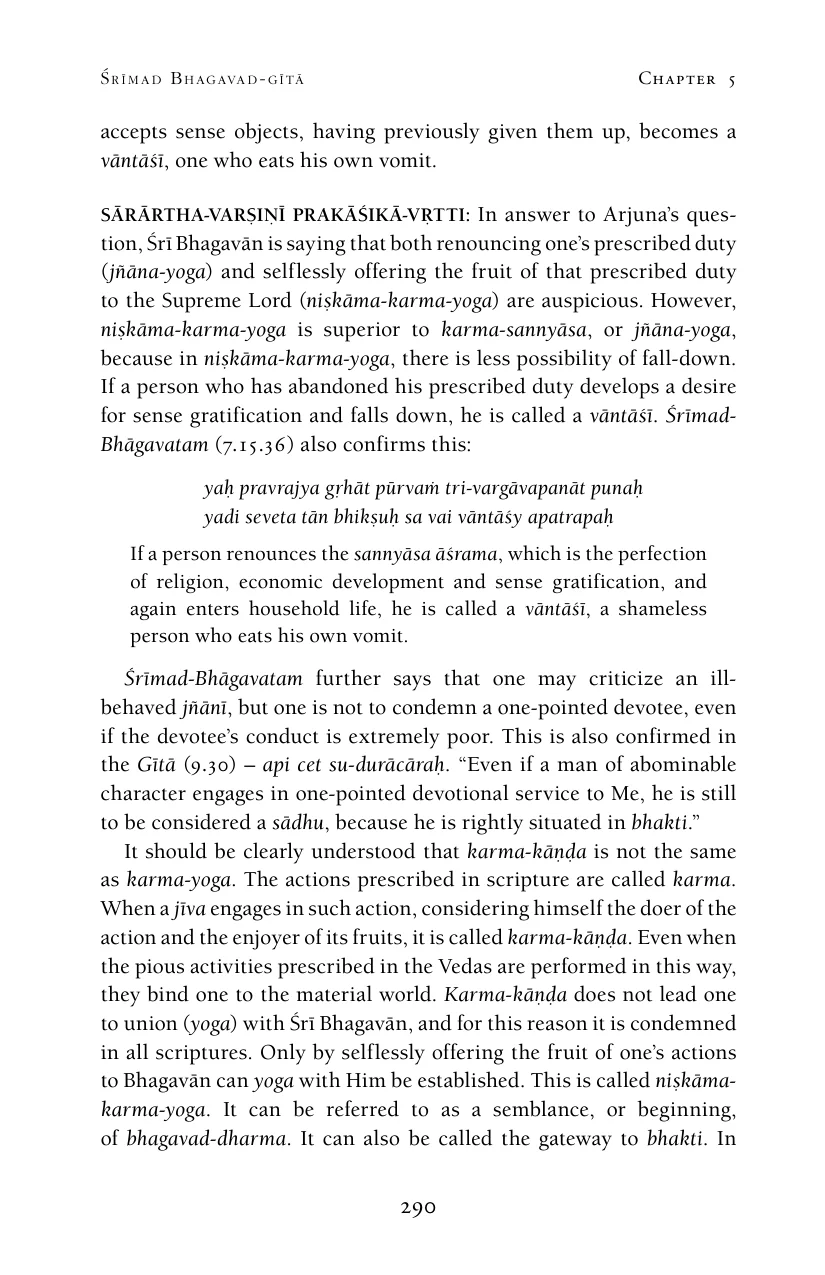 Śrīmad Bhagavad-gītā Chapter 5
accepts sense objects, having previously given them up, becomes a
vāntāśī, one who eats his own vomit.
SĀRĀRTHA-VARṢIṆĪ PRAKĀŚIKĀ-VṚTTI: In answer to Arjuna’s ques-
tion, Śrī Bhagavān is saying that both renouncing one’s prescribed duty
(jñāna-yoga) and selflessly offering the fruit of that prescribed duty
to the Supreme Lord (niṣkāma-karma-yoga) are auspicious. However,
niṣkāma-karma-yoga is superior to karma-sannyāsa, or jñāna-yoga,
because in niṣkāma-karma-yoga, there is less possibility of fall-down.
If a person who has abandoned his prescribed duty develops a desire
for sense gratification and falls down, he is called a vāntāśī. Śrīmad-
Bhāgavatam (7.15.36) also confirms this:
yaḥ pravrajya gṛhāt pūrvaṁ tri-vargāvapanāt punaḥ
yadi seveta tān bhikṣuḥ sa vai vāntāśy apatrapaḥ
If a person renounces the sannyāsa āśrama, which is the perfection
of religion, economic development and sense gratification, and
again enters household life, he is called a vāntāśī, a shameless
person who eats his own vomit.
Śrīmad-Bhāgavatam further says that one may criticize an ill-
behaved jñānī, but one is not to condemn a one-pointed devotee, even
if the devotee’s conduct is extremely poor. This is also confirmed in
the Gītā (9.30) – api cet su-durācāraḥ. “Even if a man of abominable
character engages in one-pointed devotional service to Me, he is still
to be considered a sādhu, because he is rightly situated in bhakti.”
It should be clearly understood that karma-kāṇḍa is not the same
as karma-yoga. The actions prescribed in scripture are called karma.
When a jīva engages in such action, considering himself the doer of the
action and the enjoyer of its fruits, it is called karma-kāṇḍa. Even when
the pious activities prescribed in the Vedas are performed in this way,
they bind one to the material world. Karma-kāṇḍa does not lead one
to union (yoga) with Śrī Bhagavān, and for this reason it is condemned
in all scriptures. Only by selflessly offering the fruit of one’s actions
to Bhagavān can yoga with Him be established. This is called niṣkāma-
karma-yoga. It can be referred to as a semblance, or beginning,
of bhagavad-dharma. It can also be called the gateway to bhakti. In
290